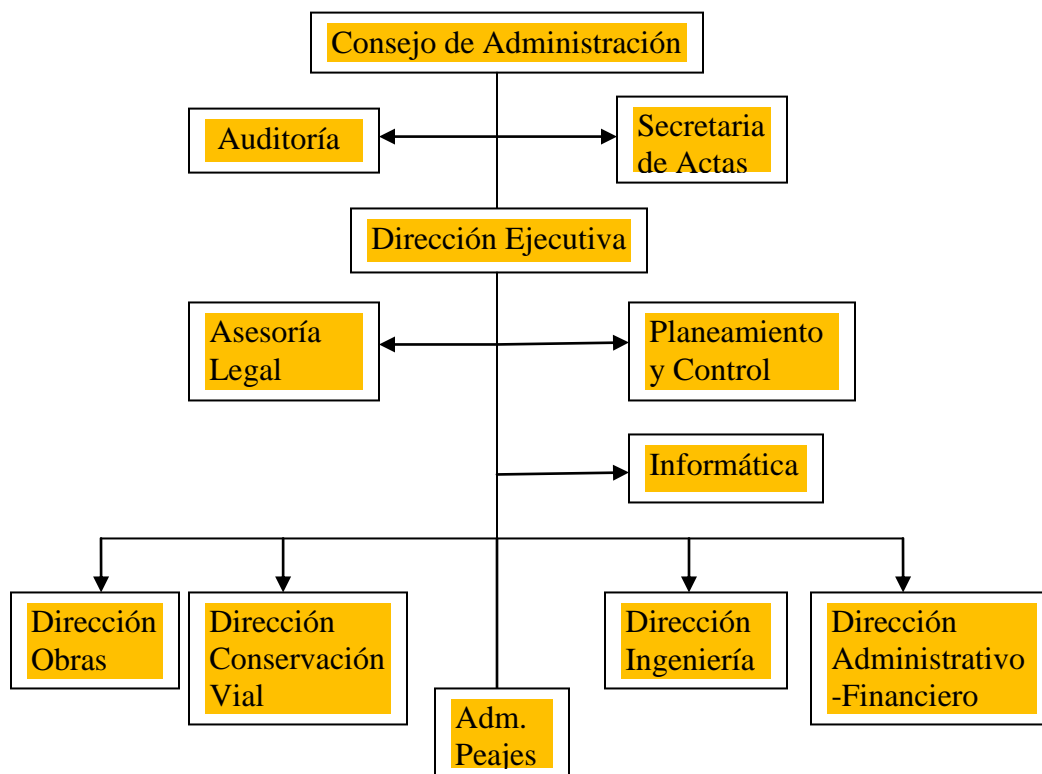 Consejo de Administración
Auditoría
Secretaria
de Actas
Dirección Ejecutiva
Asesoría
Legal
Planeamiento
y Control
Informática
Dirección
Obras
Dirección
Conservación
Vial
Adm.
Peajes
Dirección
Ingeniería
Dirección
Administrativo
-Financiero